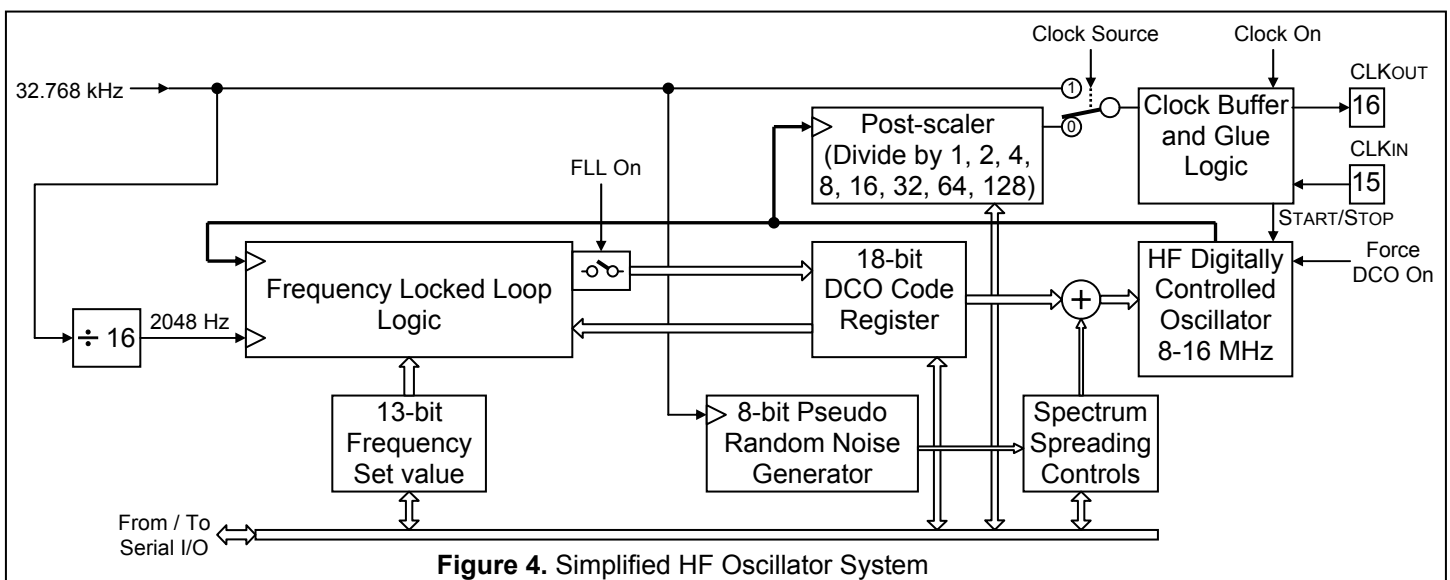 Clock Source
Clock On
32.768 kHz
1
0
Post-scaler
(Divide by 1, 2, 4,
8, 16, 32, 64, 128)
Clock Buffer
and Glue
Logic
CLKOUT
16
CLKIN
15
START/STOP
FLL On
Force
DCO On
÷ 16
2048 Hz
Frequency Locked Loop
Logic
18-bit
DCO Code
Register
+
HF Digitally
Controlled
Oscillator
8-16 MHz
13-bit
Frequency
Set value
8-bit Pseudo
Random Noise
Generator
Spectrum
Spreading
Controls
From / To
Serial I/O
Figure 4. Simplified HF Oscillator System